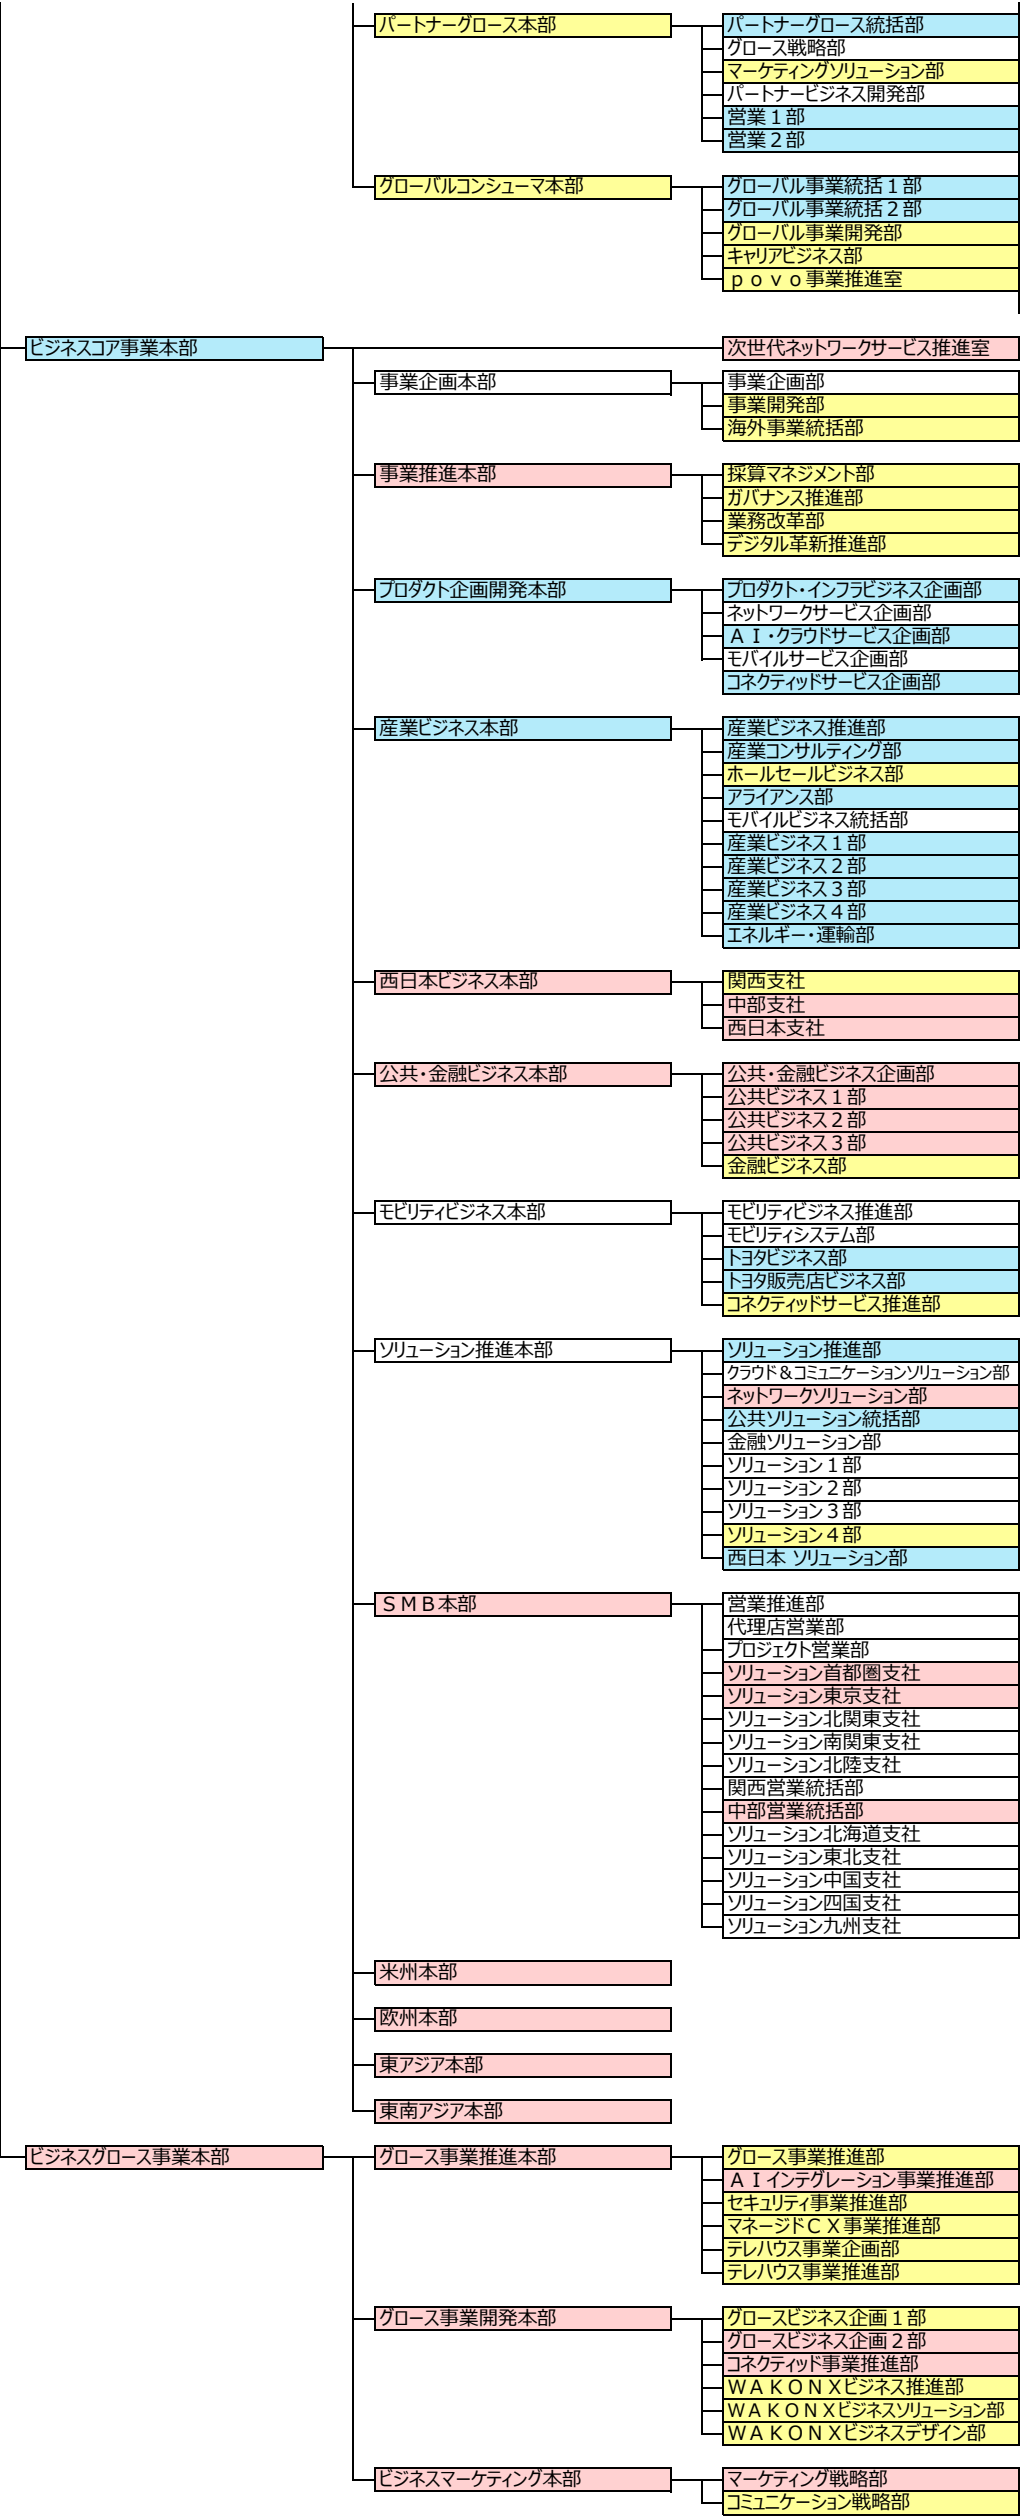 パートナーグロース本部
パートナーグロース統括部
グロース戦略部
マーケティングソリューション部
パートナービジネス開発部
営業１部
営業２部
グローバルコンシューマ本部
グローバル事業統括１部
グローバル事業統括２部
グローバル事業開発部
キャリアビジネス部
ｐｏｖｏ事業推進室
ビジネスコア事業本部
次世代ネットワークサービス推進室
事業企画本部
事業企画部
事業開発部
海外事業統括部
事業推進本部
採算マネジメント部
ガバナンス推進部
業務改革部
デジタル革新推進部
プロダクト企画開発本部
プロダクト・インフラビジネス企画部
ネットワークサービス企画部
ＡＩ・クラウドサービス企画部
モバイルサービス企画部
コネクティッドサービス企画部
産業ビジネス本部
産業ビジネス推進部
産業コンサルティング部
ホールセールビジネス部
アライアンス部
モバイルビジネス統括部
産業ビジネス１部
産業ビジネス２部
産業ビジネス３部
産業ビジネス４部
エネルギー・運輸部
西日本ビジネス本部
関西支社
中部支社
西日本支社
公共・金融ビジネス本部
公共・金融ビジネス企画部
公共ビジネス１部
公共ビジネス２部
公共ビジネス３部
金融ビジネス部
モビリティビジネス本部
モビリティビジネス推進部
モビリティシステム部
トヨタビジネス部
トヨタ販売店ビジネス部
コネクティッドサービス推進部
ソリューション推進本部
ソリューション推進部
クラウド＆コミュニケーションソリューション部
ネットワークソリューション部
公共ソリューション統括部
金融ソリューション部
ソリューション１部
ソリューション２部
ソリューション３部
ソリューション４部
西日本 ソリューション部
ＳＭＢ本部
営業推進部
代理店営業部
プロジェクト営業部
ソリューション首都圏支社
ソリューション東京支社
ソリューション北関東支社
ソリューション南関東支社
ソリューション北陸支社
関西営業統括部
中部営業統括部
ソリューション北海道支社
ソリューション東北支社
ソリューション中国支社
ソリューション四国支社
ソリューション九州支社
米州本部
欧州本部
東アジア本部
東南アジア本部
ビジネスグロース事業本部
グロース事業推進本部
グロース事業推進部
ＡＩインテグレーション事業推進部
セキュリティ事業推進部
マネージドＣＸ事業推進部
テレハウス事業企画部
テレハウス事業推進部
グロース事業開発本部
グロースビジネス企画１部
グロースビジネス企画２部
コネクティッド事業推進部
ＷＡＫＯＮＸビジネス推進部
ＷＡＫＯＮＸビジネスソリューション部
ＷＡＫＯＮＸビジネスデザイン部
ビジネスマーケティング本部
マーケティング戦略部
コミュニケーション戦略部